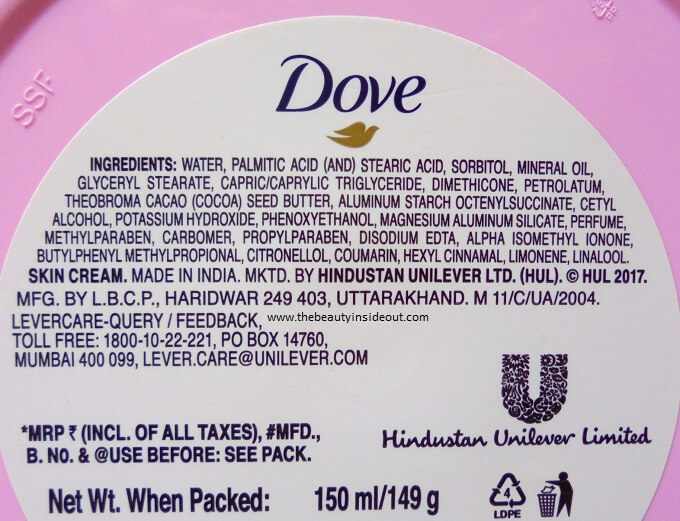 SSF
Dove
INGREDIENTS: WATER, PALMITIC ACID (AND) STEARIC ACID, SORBITOL, MINERAL OIL,
GLYCERYL STEARATE, CAPRIC/CAPRYLIC TRIGLYCERIDE, DIMETHICONE, PETROLATUM,
THEOBROMA CACAO (COCOA) SEED BUTTER, ALUMINUM STARCH OCTENYLSUCCINATE, CETYL
ALCOHOL, POTASSIUM HYDROXIDE, PHENOXYETHANOL, MAGNESIUM ALUMINUM SILICATE, PERFUME,
METHYLPARABEN, CARBOMER, PROPYLPARABEN, DISODIUM EDTA, ALPHA ISOMETHYL IONONE,
BUTYLPHENYL METHYLPROPIONAL, CITRONELLOL, COUMARIN, HEXYL CINNAMAL, LIMONENE, LINALOOL.
SKIN CREAM. MADE IN INDIA. MKTD. BY HINDUSTAN UNILEVER LTD. (HUL). © HUL 2017.
MFG. BY L.B.C.P., HARIDWAR 249 403, UTTARAKHAND. M 11/C/UA/2004.
LEVERCARE-QUERY / FEEDBACK,
www.thebeautyinsideout.com
TOLL FREE: 1800-10-22-221, PO BOX 14760,
MUMBAI 400 099, LEVER.CARE@UNILEVER.COM
Hindustan Unilever Limited
*MRP ₹ (INCL. OF ALL TAXES), #MFD.,
B. NO. & @USE BEFORE: SEE PACK.
Net Wt. When Packed: 150 ml/149 g
4
LDPE